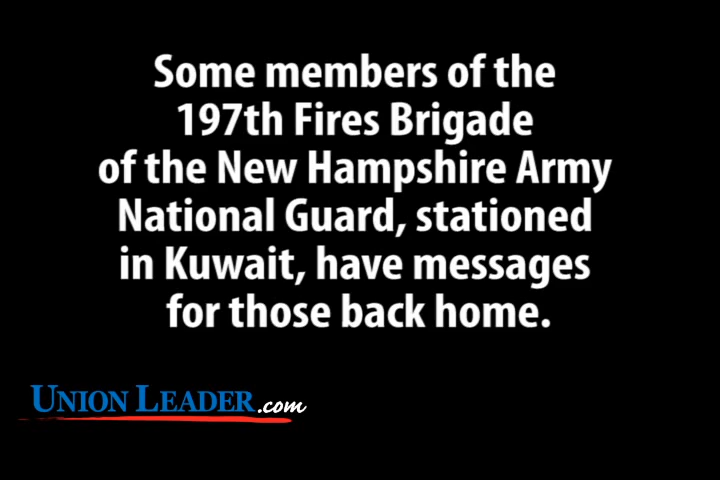 Some members of the
197th Fires Brigade
of the New Hampshire Army
National Guard, stationed
in Kuwait, have messages
for those back home.
UNION LEADER.com